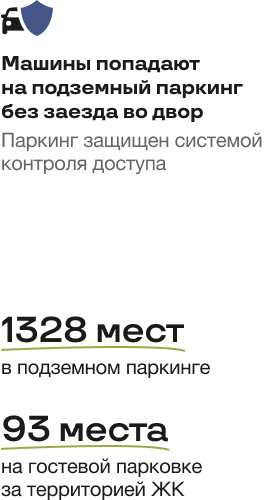 Машины попадают
на подземный паркинг
без заезда во двор
Паркинг защищен системой
контроля доступа
1328 мест
в подземном паркинге
93 места
на гостевой парковке
за территорией ЖК